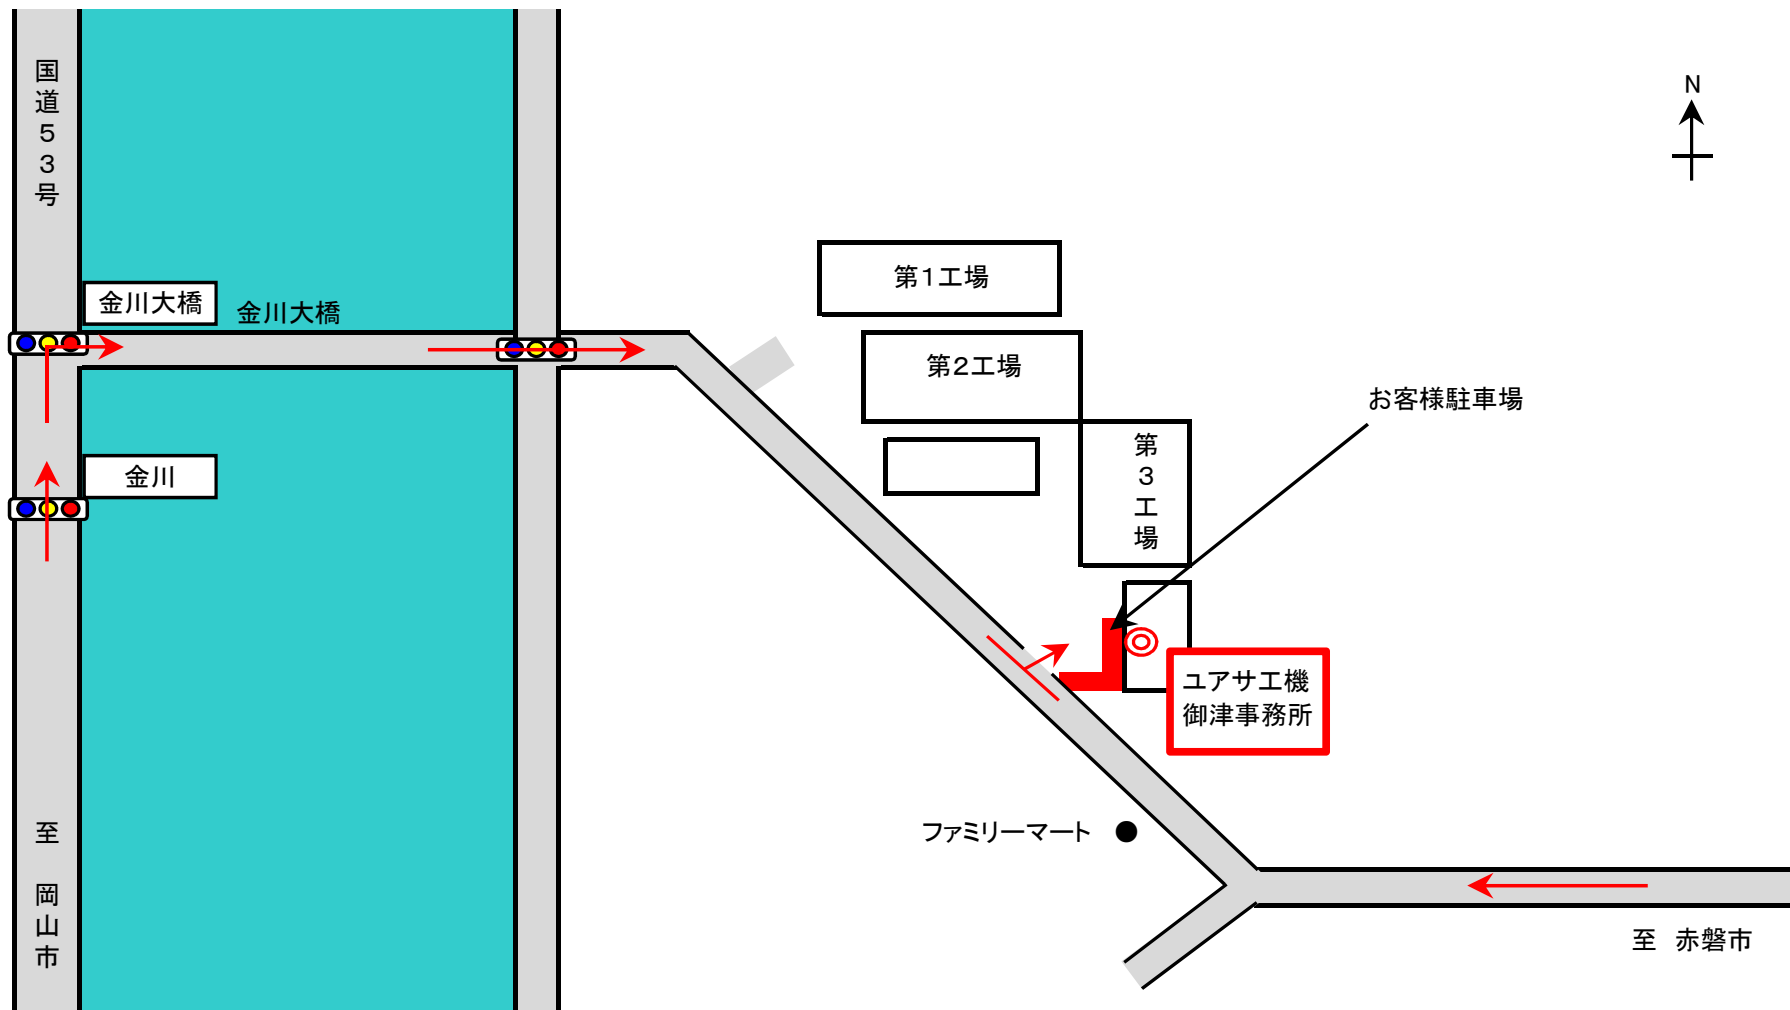 国道53号
N
第1工場
金川大橋
金川大橋
第2工場
お客様駐車場
第3工場
金川
ユアサ工機
御津事務所
ファミリーマート
至 岡山市
至 赤磐市